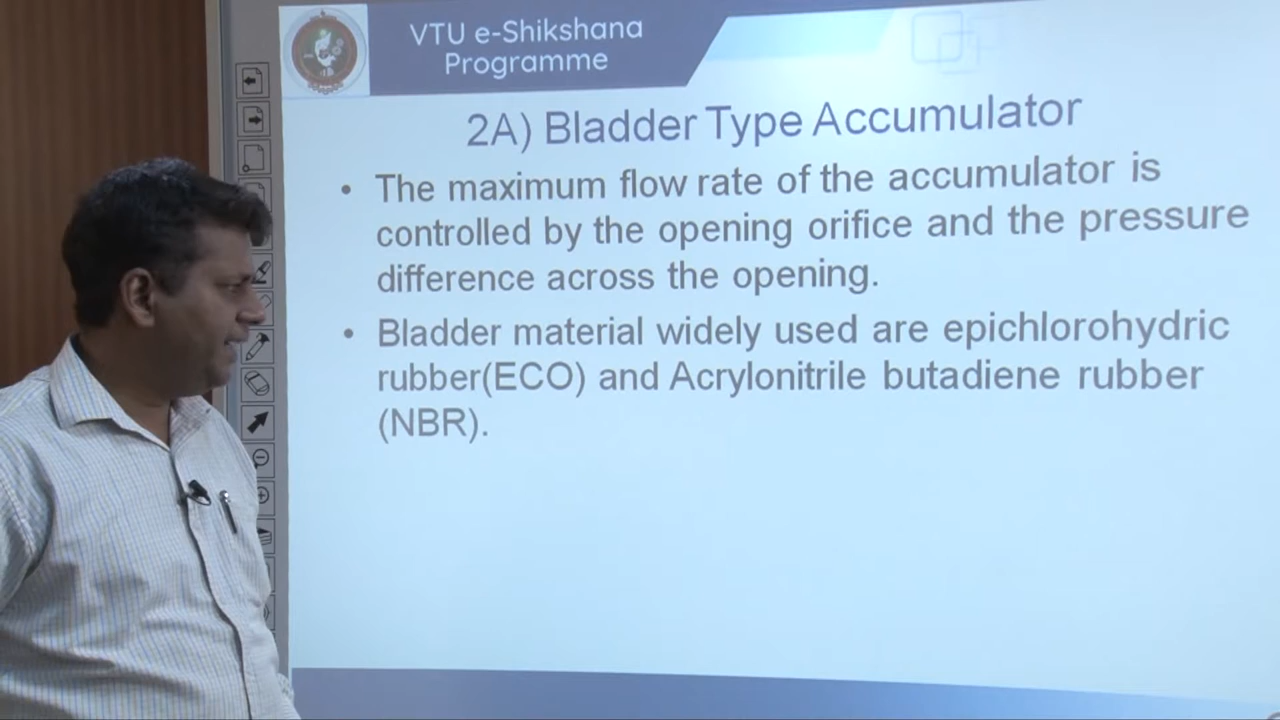 VTU e-Shikshana
Programme
2A) Bladder Type Accumulator
• The maximum flow rate of the accumulator is
controlled by the opening orifice and the pressure
difference across the opening.
• Bladder material widely used are epichlorohydric
rubber(ECO) and Acrylonitrile butadiene rubber
(NBR).